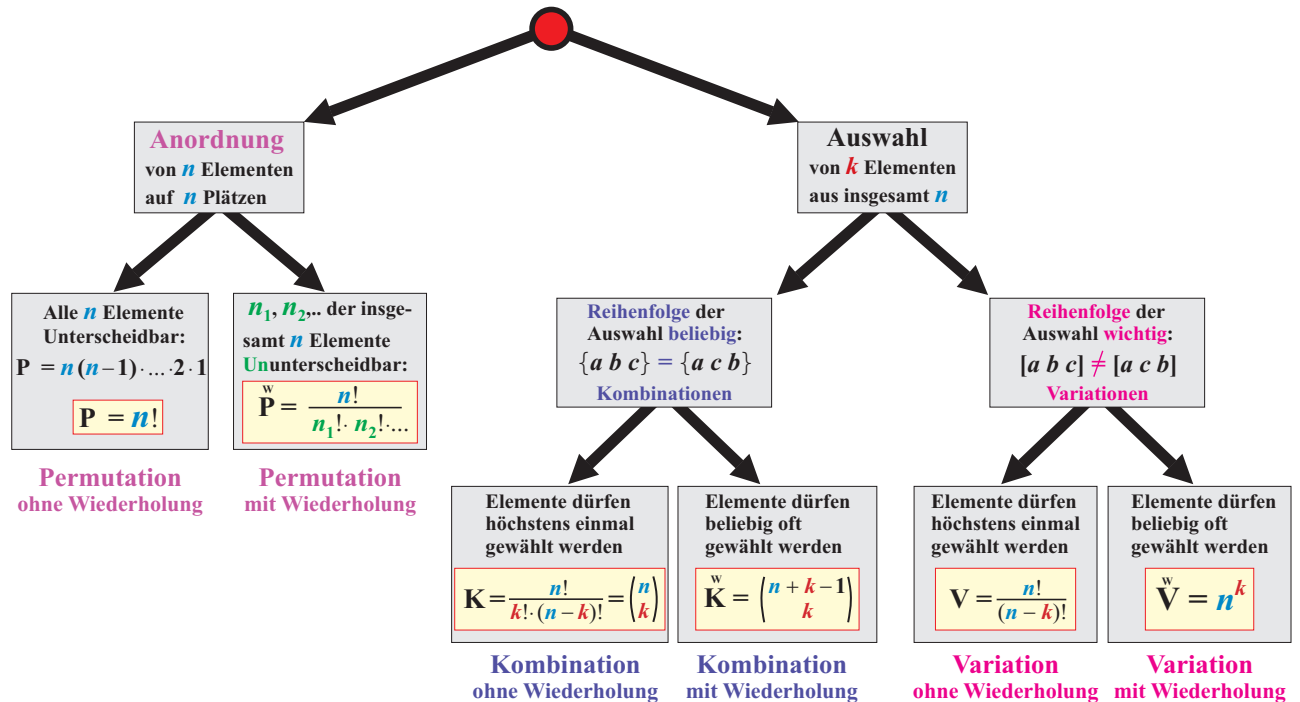 Anordnung
von n Elementen
auf n Plätzen
Auswahl
von k Elementen
aus insgesamt n
Alle n Elemente
Unterscheidbar:
P = n(n−1)·...·2·1
P = n!
Permutation
ohne Wiederholung
n₁, n₂,.. der insge-
samt n Elemente
Ununterscheidbar:
P̎ʷ = n! / (n₁!· n₂!·...)
Permutation
mit Wiederholung
Reihenfolge der
Auswahl beliebig:
{a b c} = {a c b}
Kombinationen
Reihenfolge der
Auswahl wichtig:
[a b c] ≠ [a c b]
Variationen
Elemente dürfen
höchstens einmal
gewählt werden
K = n! / (k!·(n − k)!) = (n k)
Kombination
ohne Wiederholung
Elemente dürfen
beliebig oft
gewählt werden
Kʷ = (n + k − 1 k)
Kombination
mit Wiederholung
Elemente dürfen
höchstens einmal
gewählt werden
V = n! / (n − k)!
Variation
ohne Wiederholung
Elemente dürfen
beliebig oft
gewählt werden
Vʷ = nᵏ
Variation
mit Wiederholung